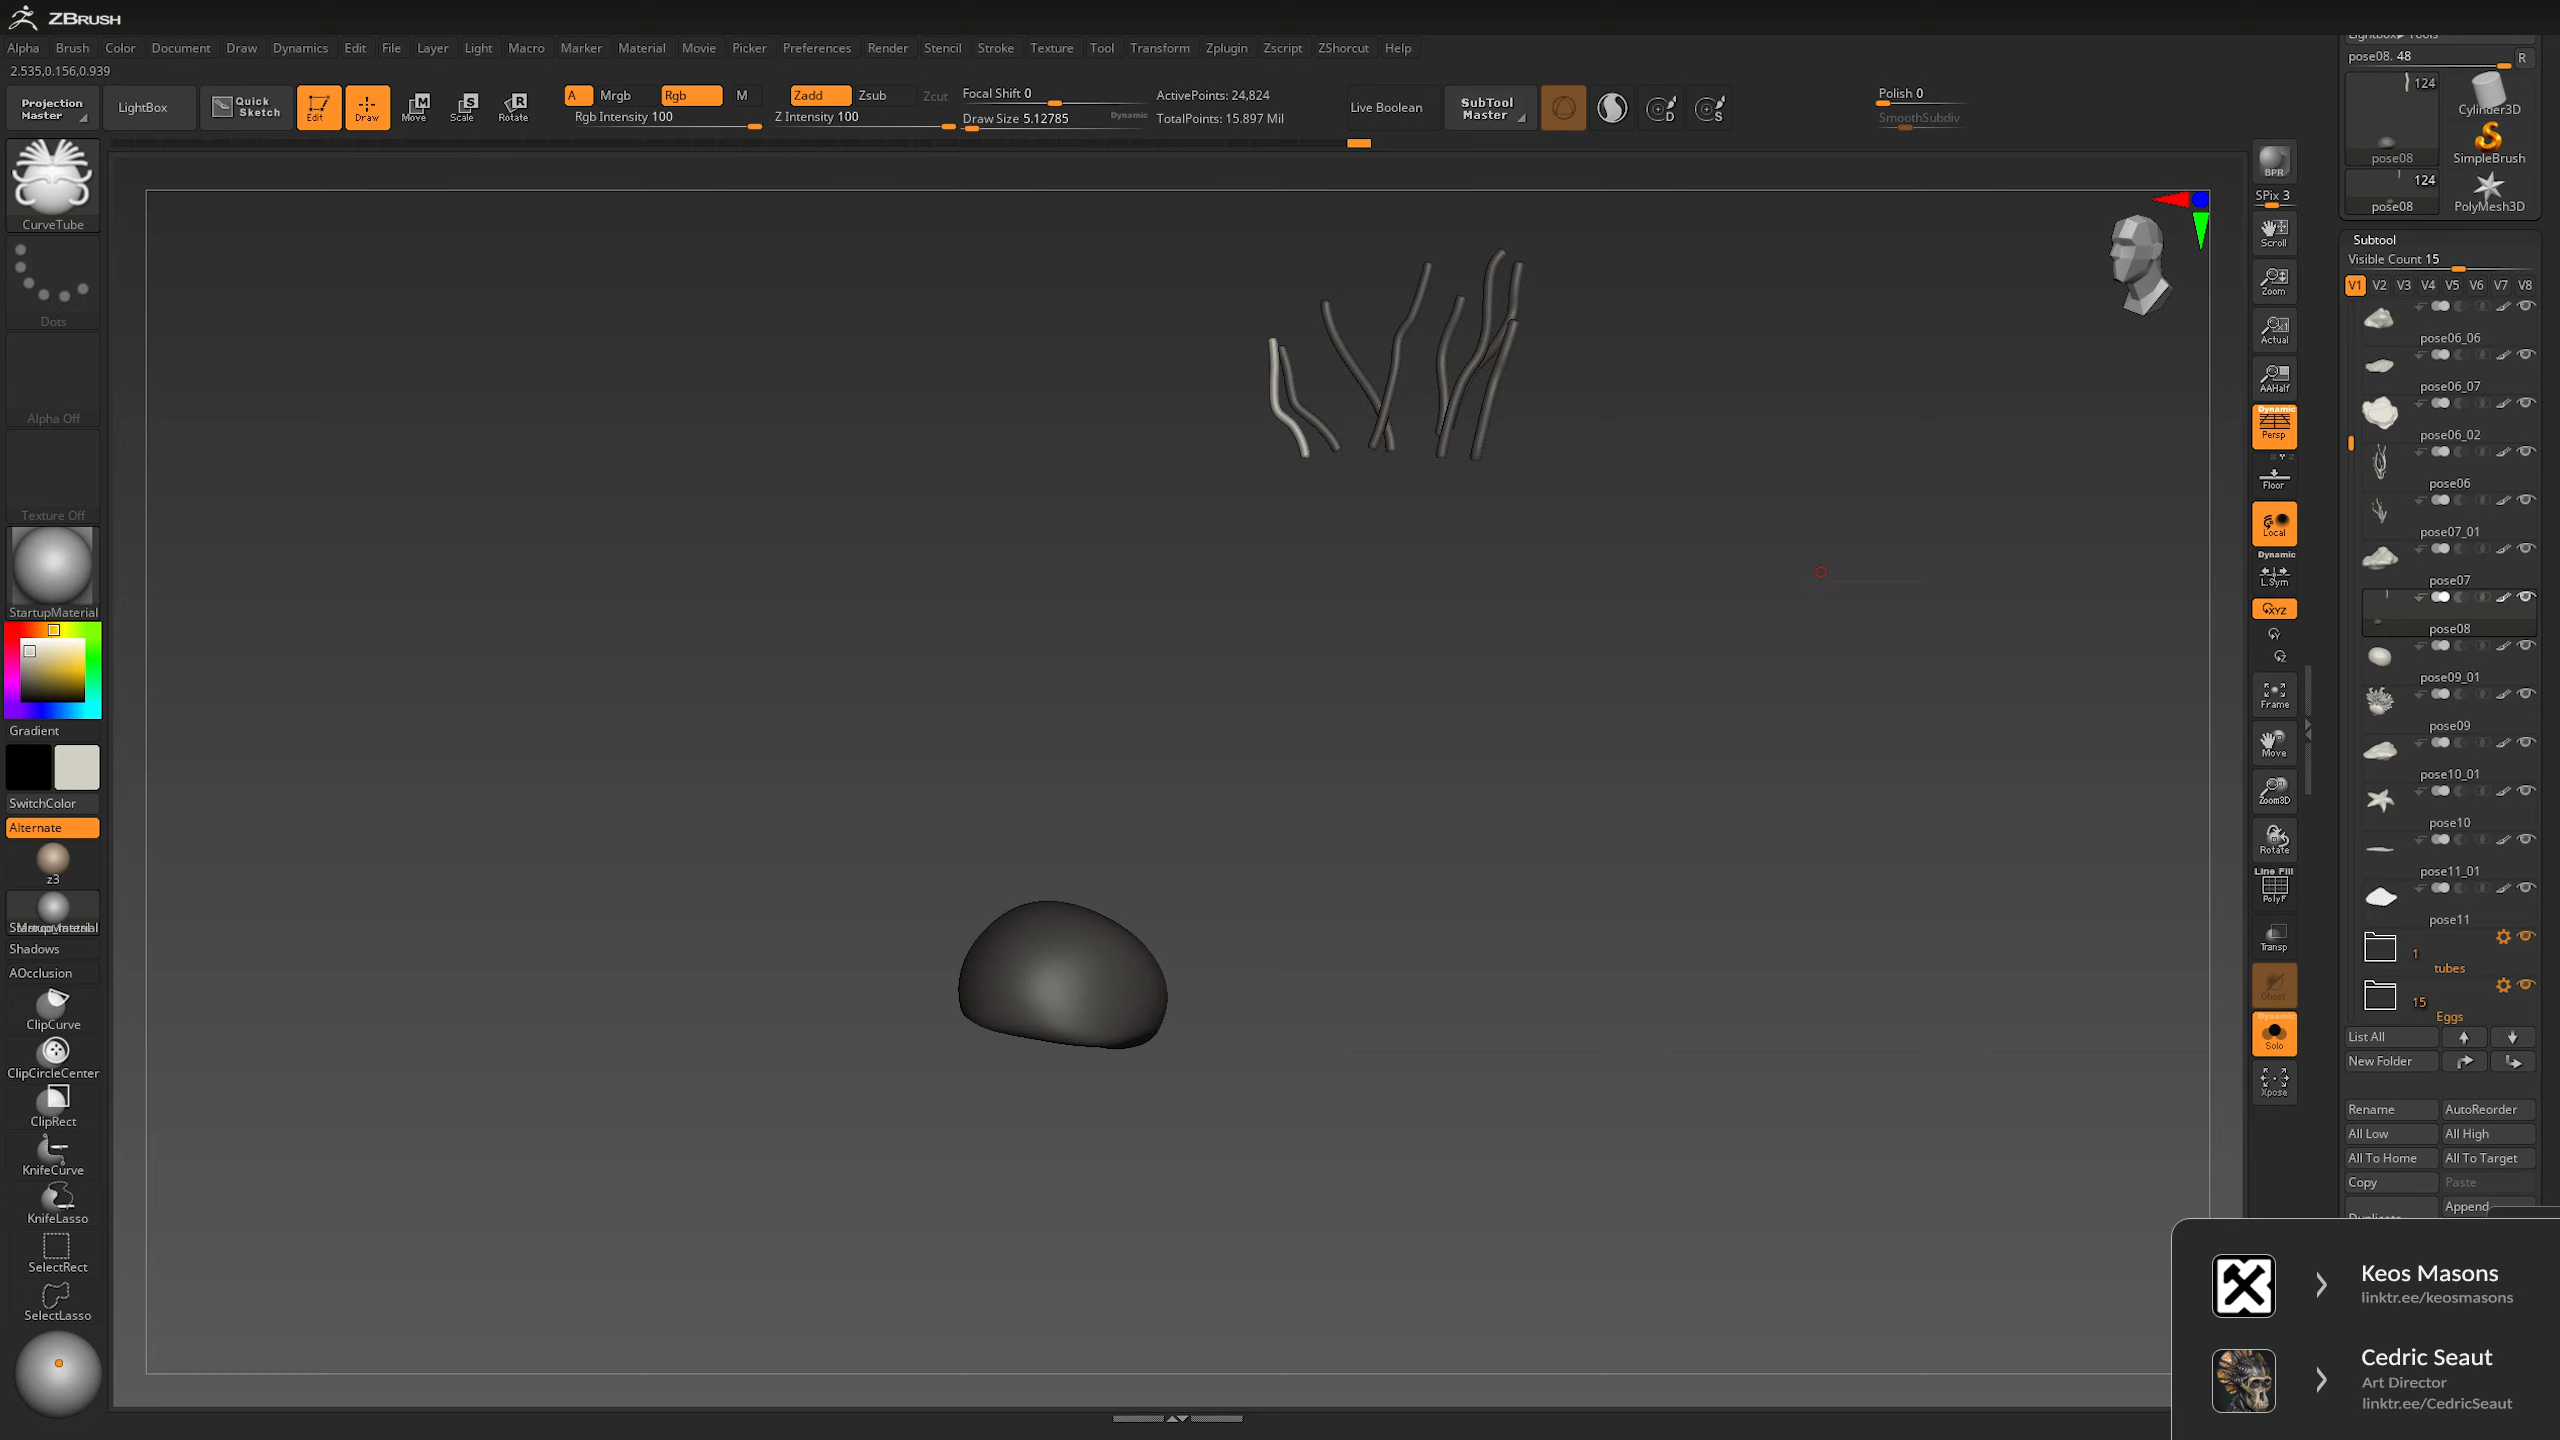 ZBRUSH
Alpha Brush Color Document Draw Dynamics Edit File Layer Light Macro Marker Material Movie Picker Preferences Render Stencil Stroke Texture Tool Transform Zplugin Zscript ZShorcut Help
2.535,0.156,0.939
Projection Master
LightBox
Quick Sketch
Edit
Draw
Move
Scale
Rotate
A Mrgb Rgb M
Rgb Intensity 100
Zadd Zsub Zcut
Z Intensity 100
Focal Shift 0
Draw Size 5.12785
Dynamic
ActivePoints: 24,824
TotalPoints: 15.897 Mil
Live Boolean
SubTool Master
D
S
Polish 0
SmoothSubdiv
CurveTube
Dots
Alpha Off
Texture Off
StartupMaterial
Gradient
SwitchColor
Alternate
z3
Shadows
AOcclusion
ClipCurve
ClipCircleCenter
ClipRect
KnifeCurve
KnifeLasso
SelectRect
SelectLasso
BPR
SPix 3
Scroll
Zoom
Actual
AAHalf
Dynamic
Persp
Floor
Local
Dynamic
L.Sym
XYZ
Frame
Move
Zoom3D
Rotate
Line Fill
PolyF
Transp
Ghost
Dynamic
Solo
Xpose
Lightbox▶ Tools
pose08. 48
R
124
pose08
Cylinder3D
SimpleBrush
124
pose08
PolyMesh3D
Subtool
Visible Count 15
V1 V2 V3 V4 V5 V6 V7 V8
pose06_06
pose06_07
pose06_02
pose06
pose07_01
pose07
pose08
pose09_01
pose09
pose10_01
pose10
pose11_01
pose11
1
tubes
15
Eggs
List All
New Folder
Rename AutoReorder
All Low All High
All To Home All To Target
Copy Paste
Append
Keos Masons
linktr.ee/keosmasons
Cedric Seaut
Art Director
linktr.ee/CedricSeaut